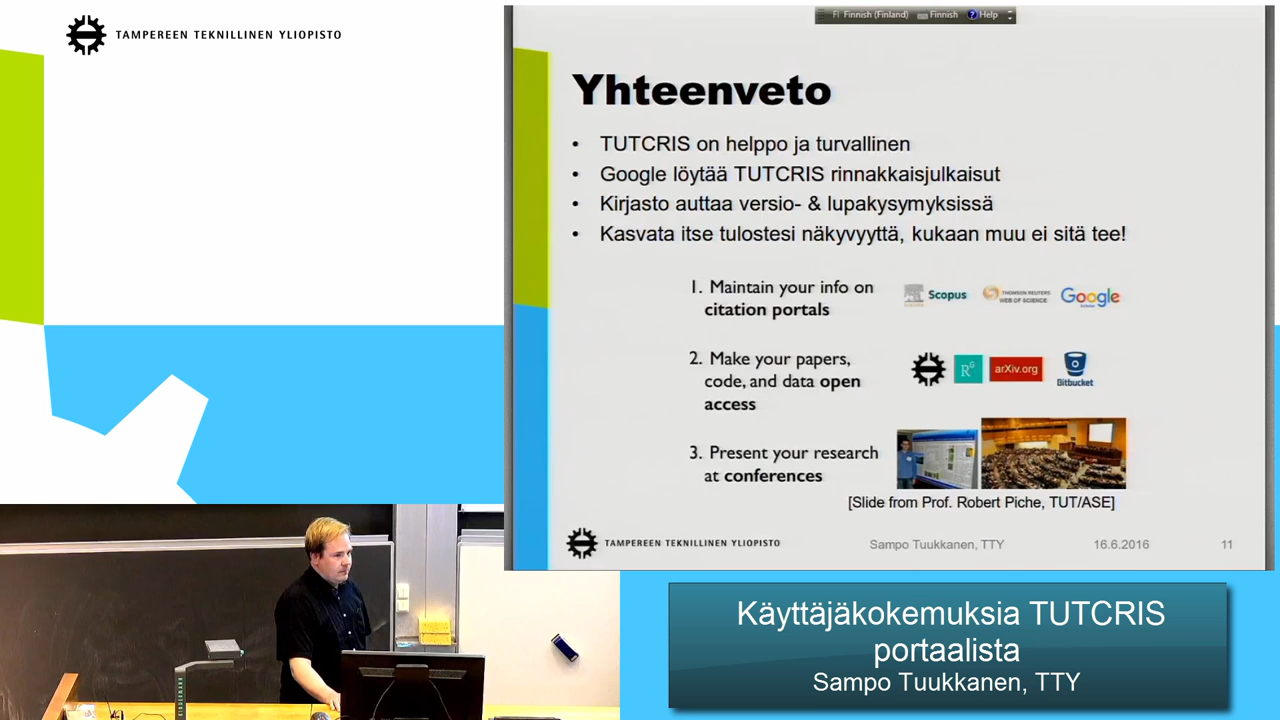 TAMPEREEN TEKNILLINEN YLIOPISTO
FI Finnish (Finland) Finnish Help
Yhteenveto
• TUTCRIS on helppo ja turvallinen
• Google löytää TUTCRIS rinnakkaisjulkaisut
• Kirjasto auttaa versio- & lupakysymyksissä
• Kasvata itse tulostesi näkyvyyttä, kukaan muu ei sitä tee!
1. Maintain your info on
citation portals
Scopus
THOMSON REUTERS
WEB OF SCIENCE
Google
2. Make your papers,
code, and data open
access
RG
arXiv.org
Bitbucket
3. Present your research
at conferences
[Slide from Prof. Robert Piche, TUT/ASE]
TAMPEREEN TEKNILLINEN YLIOPISTO
Sampo Tuukkanen, TTY
16.6.2016
11
Käyttäjäkokemuksia TUTCRIS
portaalista
Sampo Tuukkanen, TTY